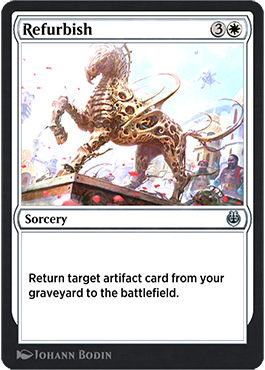 Refurbish 3
Sorcery
Return target artifact card from your
graveyard to the battlefield.
Johann Bodin